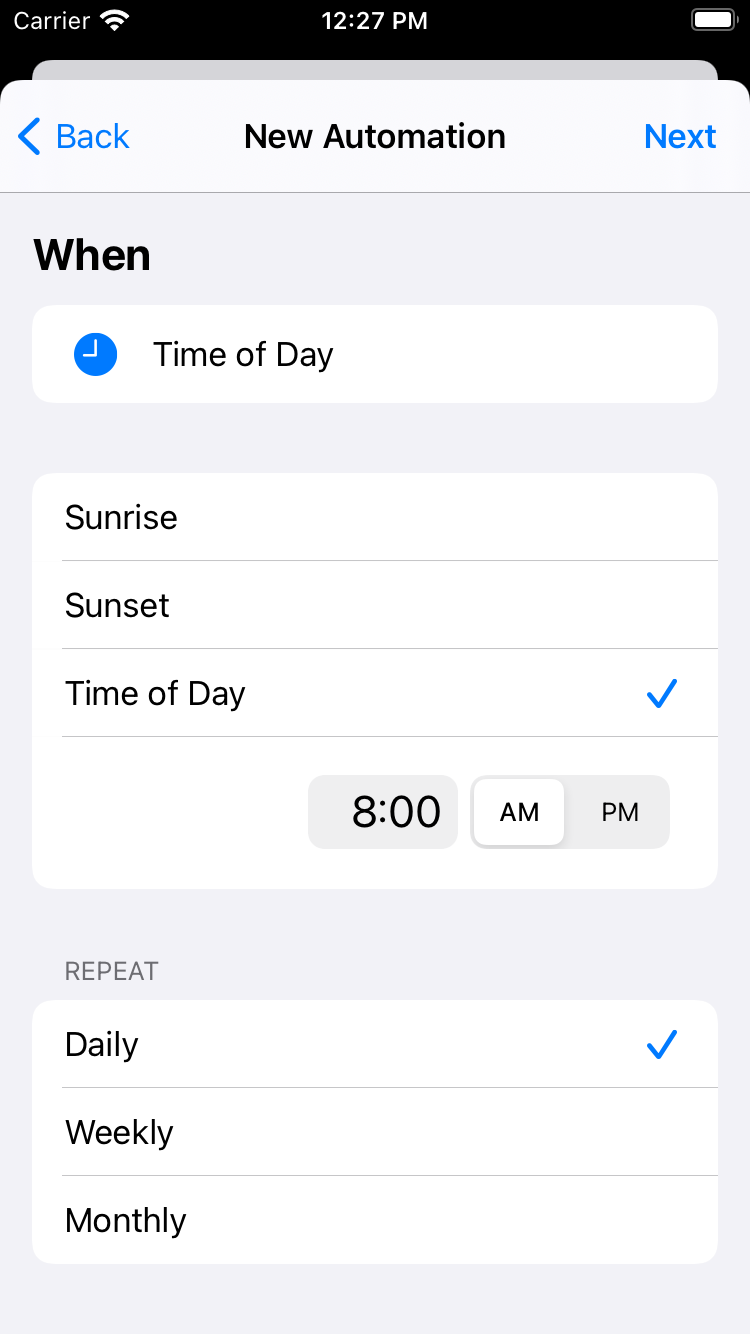 Carrier 12:27 PM
Back New Automation Next
When
Time of Day
Sunrise
Sunset
Time of Day
8:00 AM PM
REPEAT
Daily
Weekly
Monthly